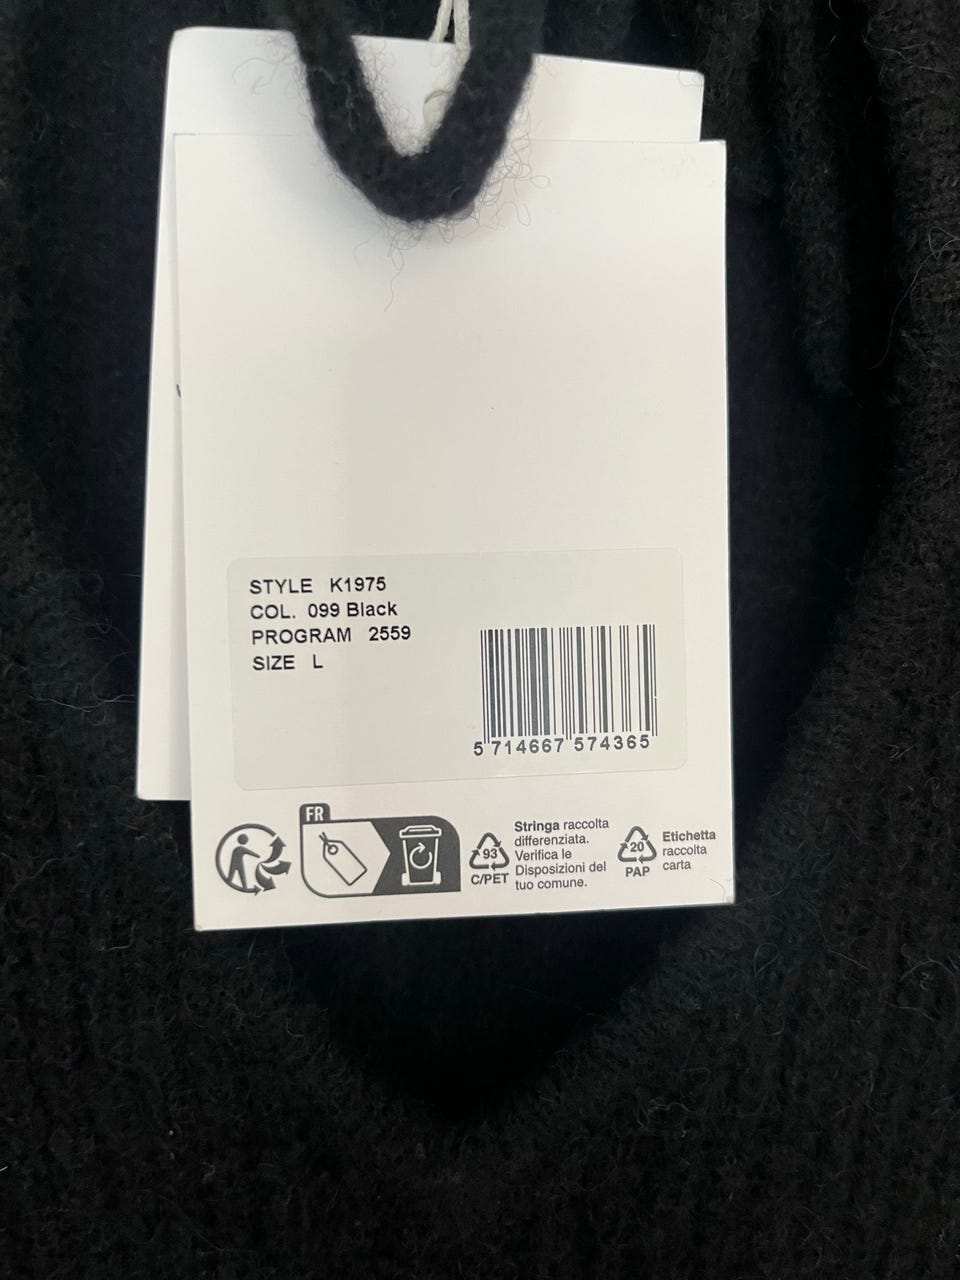 STYLE K1975
COL. 099 Black
PROGRAM 2559
SIZE L
5 714667 574365
FR
93
C/PET
Stringa raccolta
differenziata.
Verifica le
Disposizioni del
tuo comune.
20
PAP
Etichetta
raccolta
carta